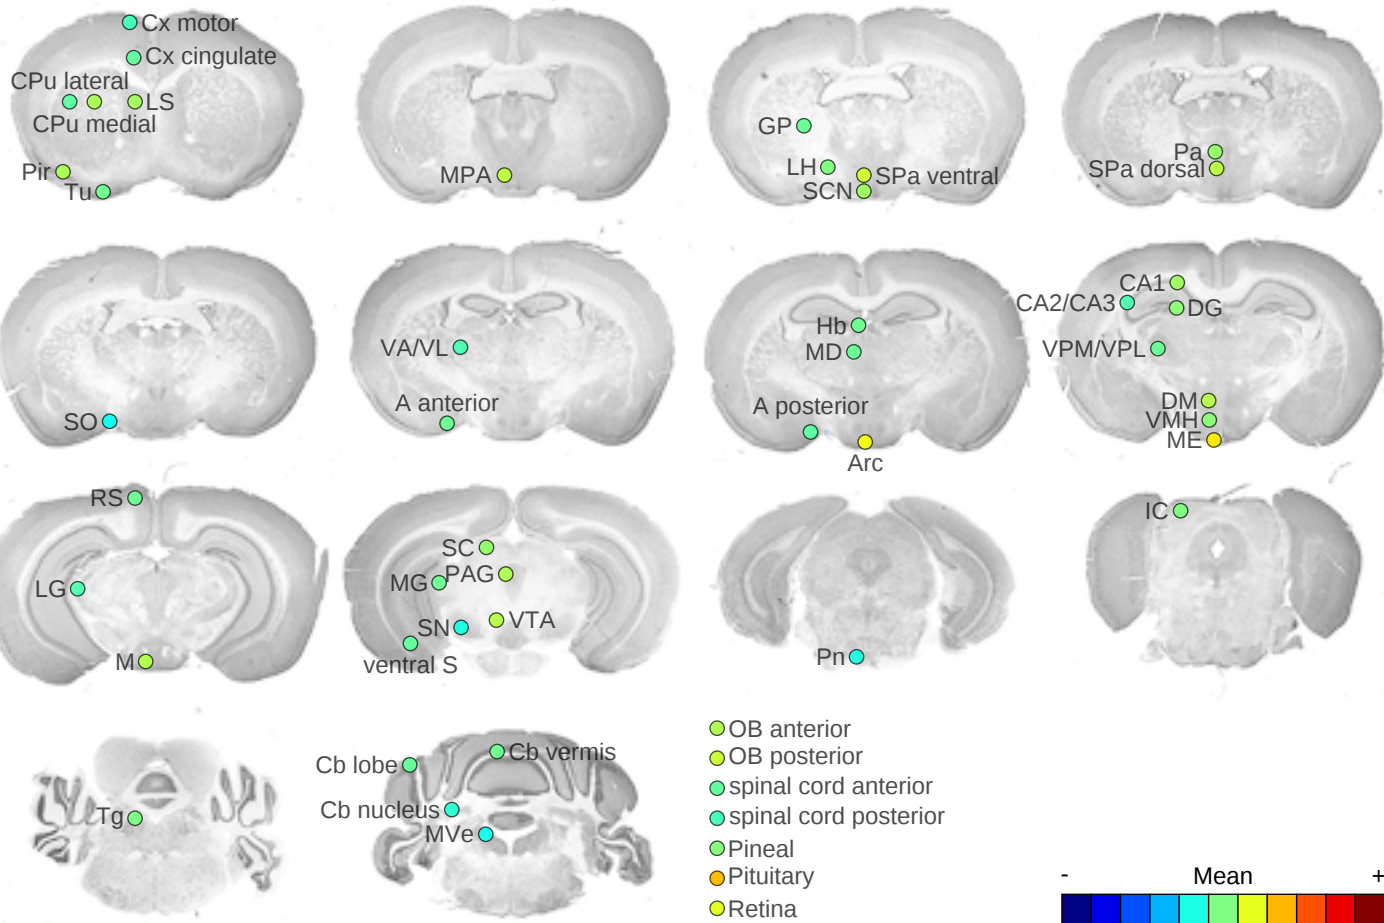 Cx motor
Cx cingulate
CPu lateral
LS
CPu medial
Pir
Tu
MPA
GP
LH
SPa ventral
SCN
Pa
SPa dorsal
SO
VA/VL
A anterior
Hb
MD
A posterior
Arc
CA1
CA2/CA3
DG
VPM/VPL
DM
VMH
ME
RS
LG
M
SC
MG
PAG
SN
VTA
ventral S
Pn
IC
Tg
Cb lobe
Cb vermis
Cb nucleus
MVe
OB anterior
OB posterior
spinal cord anterior
spinal cord posterior
Pineal
Pituitary
Retina
- Mean +